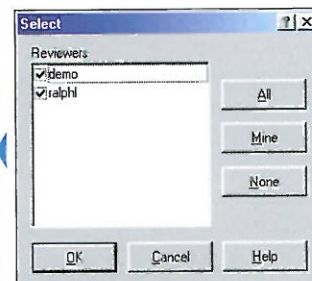 Select
Reviewers
demo
ralphl
All
Mine
None
OK
Cancel
Help